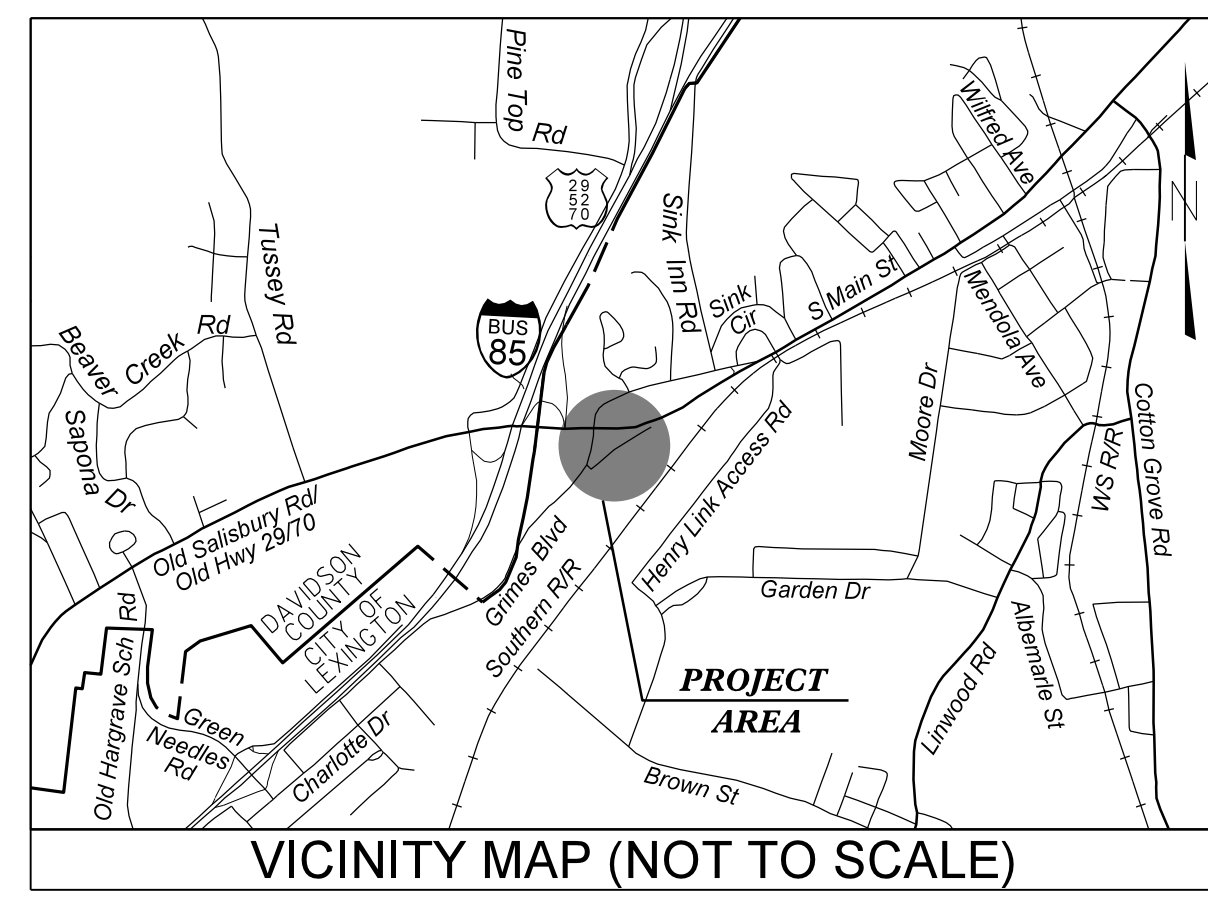 Pine Top
Rd
29
52
70
Wilfred Ave
N
Sink Inn Rd
Tussey Rd
Sink
Cir
S Main St
BUS
85
Beaver
Creek
Rd
Mendola Ave
Sapona
Dr
Moore Dr
Cotton Grove Rd
Henry Link Access Rd
WS R/R
Old Salisbury Rd/
Old Hwy 29/70
DAVIDSON
COUNTY
CITY OF
LEXINGTON
Grimes Blvd
Southern R/R
Garden Dr
Albemarle St
Linwood Rd
Old Hargrave Sch Rd
Green
Needles
Rd
Charlotte Dr
PROJECT
AREA
Brown St
VICINITY MAP (NOT TO SCALE)